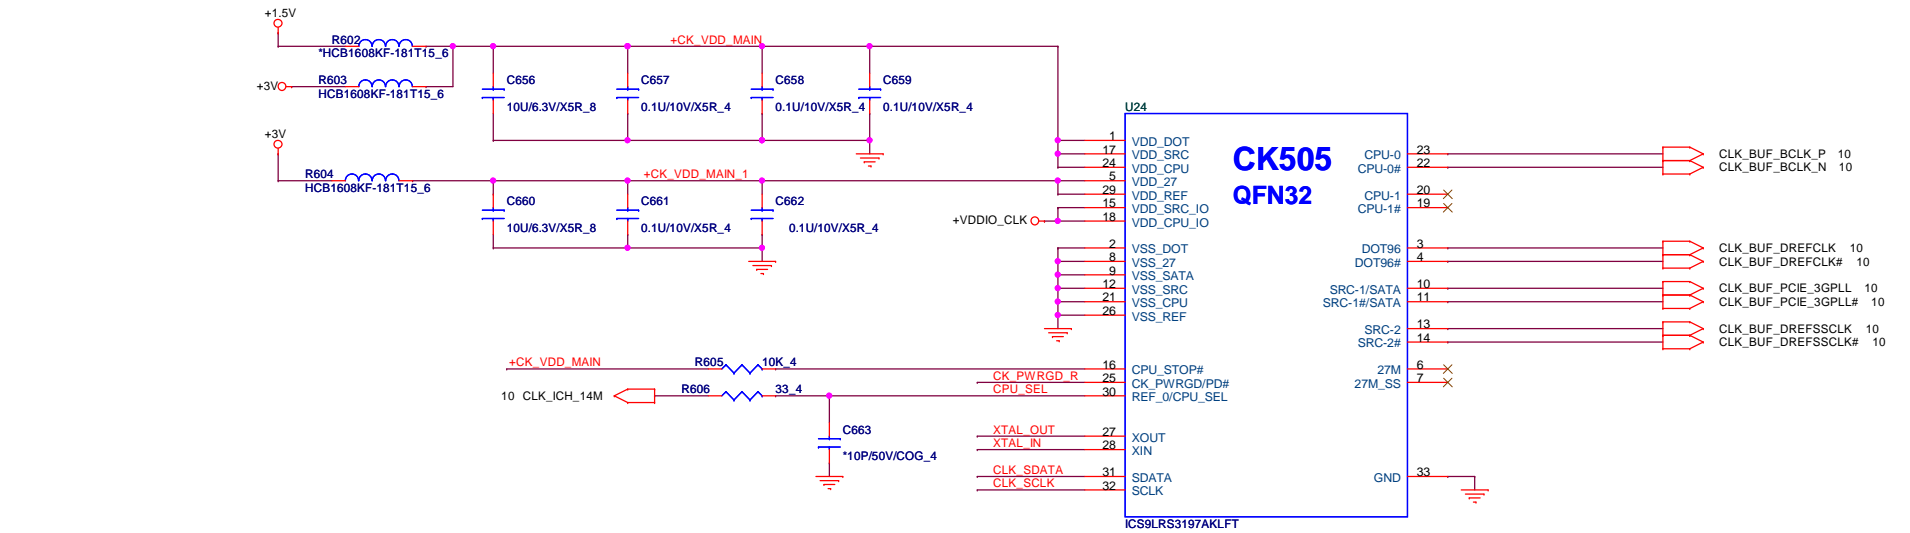 +1.5V
R602
*HCB1608KF-181T15_6
+CK_VDD_MAIN
+3V
R603
HCB1608KF-181T15_6
C656
10U/6.3V/X5R_8
C657
0.1U/10V/X5R_4
C658
0.1U/10V/X5R_4
C659
0.1U/10V/X5R_4
+3V
R604
HCB1608KF-181T15_6
+CK_VDD_MAIN_1
C660
10U/6.3V/X5R_8
C661
0.1U/10V/X5R_4
C662
0.1U/10V/X5R_4
+VDDIO_CLK
U24
CK505
QFN32
1 VDD_DOT
17 VDD_SRC
24 VDD_CPU
5 VDD_27
29 VDD_REF
15 VDD_SRC_IO
18 VDD_CPU_IO
2 VSS_DOT
8 VSS_27
9 VSS_SATA
12 VSS_SRC
21 VSS_CPU
26 VSS_REF
+CK_VDD_MAIN
R605
10K_4
16 CPU_STOP#
CK_PWRGD_R
25 CK_PWRGD/PD#
10 CLK_ICH_14M
R606
33_4
CPU_SEL
30 REF_0/CPU_SEL
C663
*10P/50V/COG_4
XTAL_OUT
27 XOUT
XTAL_IN
28 XIN
CLK_SDATA
31 SDATA
CLK_SCLK
32 SCLK
CPU-0 23 CLK_BUF_BCLK_P 10
CPU-0# 22 CLK_BUF_BCLK_N 10
CPU-1 20
CPU-1# 19
DOT96 3 CLK_BUF_DREFCLK 10
DOT96# 4 CLK_BUF_DREFCLK# 10
SRC-1/SATA 10 CLK_BUF_PCIE_3GPLL 10
SRC-1#/SATA 11 CLK_BUF_PCIE_3GPLL# 10
SRC-2 13 CLK_BUF_DREFSSCLK 10
SRC-2# 14 CLK_BUF_DREFSSCLK# 10
27M 6
27M_SS 7
GND 33
ICS9LRS3197AKLFT